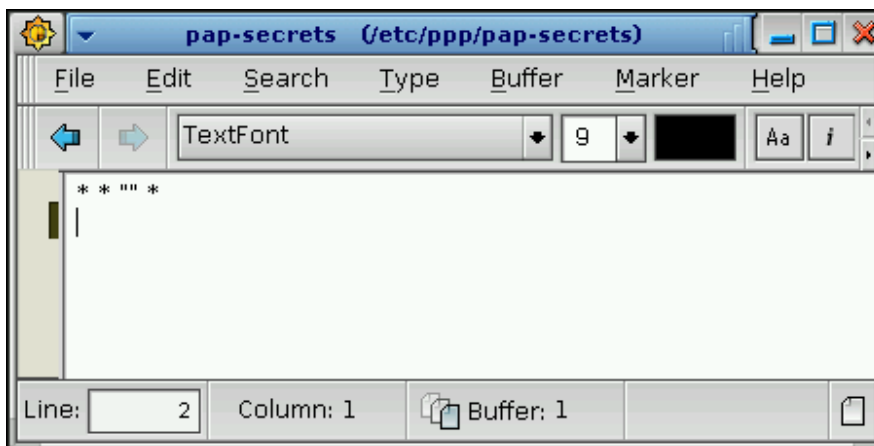 pap-secrets (/etc/ppp/pap-secrets)
File Edit Search Type Buffer Marker Help
TextFont 9 Aa i
* * "" *
Line: 2 Column: 1 Buffer: 1